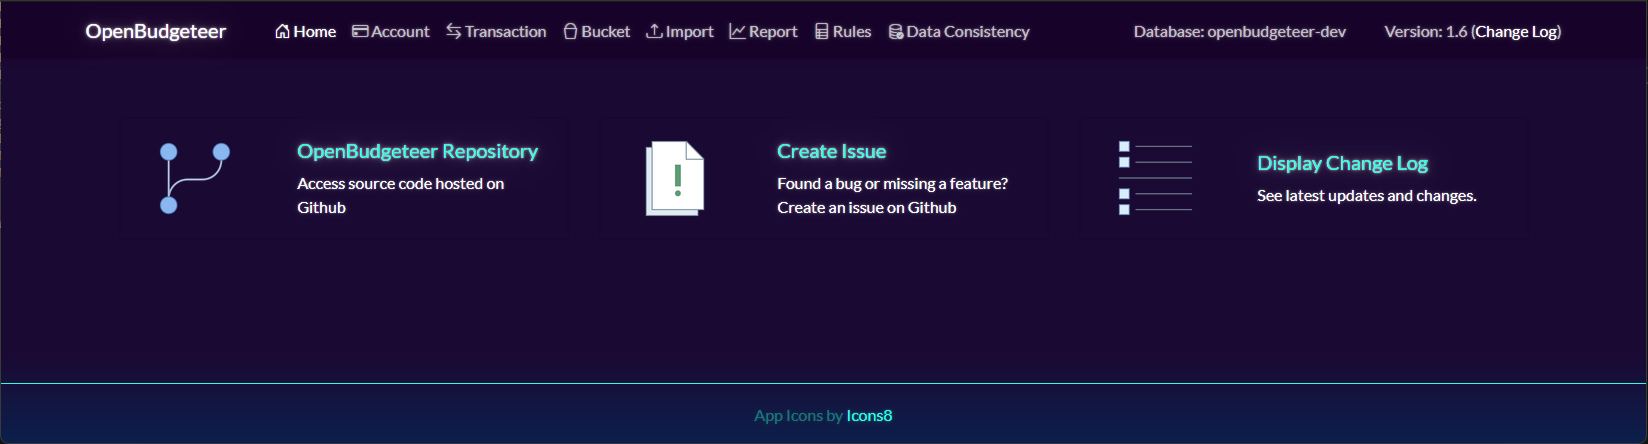 OpenBudgeteer Home Account Transaction Bucket Import Report Rules Data Consistency Database: openbudgeteer-dev Version: 1.6 (Change Log)
OpenBudgeteer Repository
Access source code hosted on
Github
Create Issue
Found a bug or missing a feature?
Create an issue on Github
Display Change Log
See latest updates and changes.
App Icons by Icons8